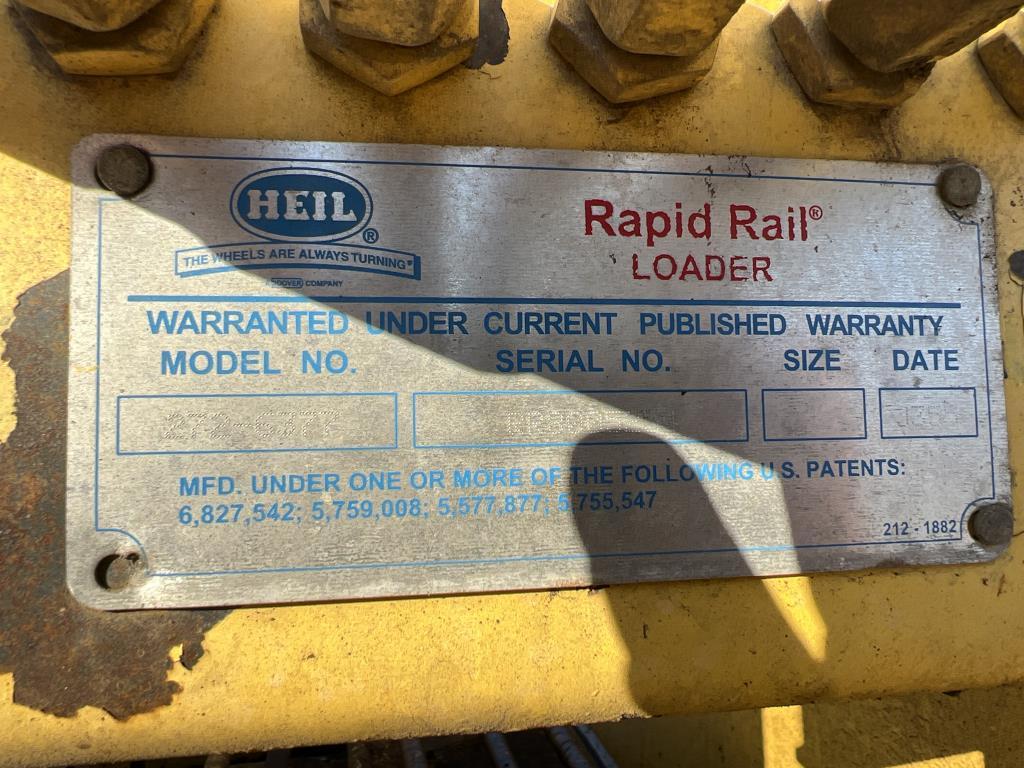 HEIL®
THE WHEELS ARE ALWAYS TURNING®
A DOVER COMPANY
Rapid Rail®
LOADER
WARRANTED UNDER CURRENT PUBLISHED WARRANTY
MODEL NO. SERIAL NO. SIZE DATE
272-6377
MFD. UNDER ONE OR MORE OF THE FOLLOWING U.S. PATENTS:
6,827,542; 5,759,008; 5,577,877; 5,755,547
212 - 1882